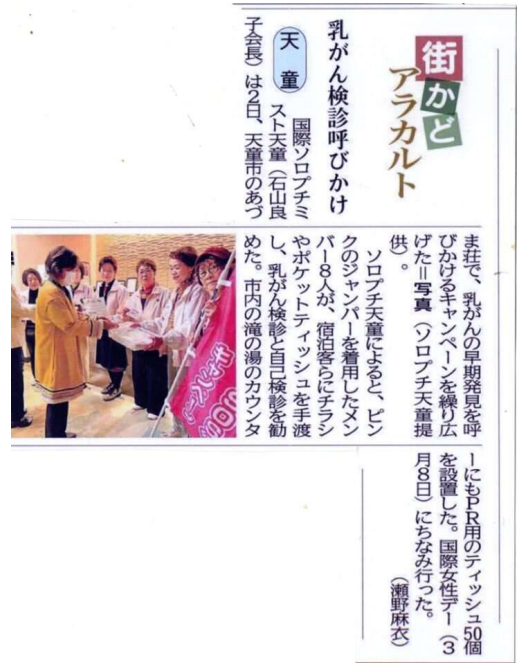 街かど
アラカルト
乳がん検診呼びかけ
天童
国際ソロプチミ
スト天童（石山良
子会長）は2日、天童市のあづ
ま荘で、乳がんの早期発見を呼
びかけるキャンペーンを繰り広
げた＝写真（ソロプチ天童提
供）。
ソロプチ天童によると、ピン
クのジャンパーを着用したメン
バー8人が、宿泊客らにチラシ
やポケットティッシュを手渡
し、乳がん検診と自己検診を勧
めた。市内の滝の湯のカウンタ
ーにもPR用のティッシュ50個
を設置した。国際女性デー（3
月8日）にちなみ行った。
（瀬野麻衣）